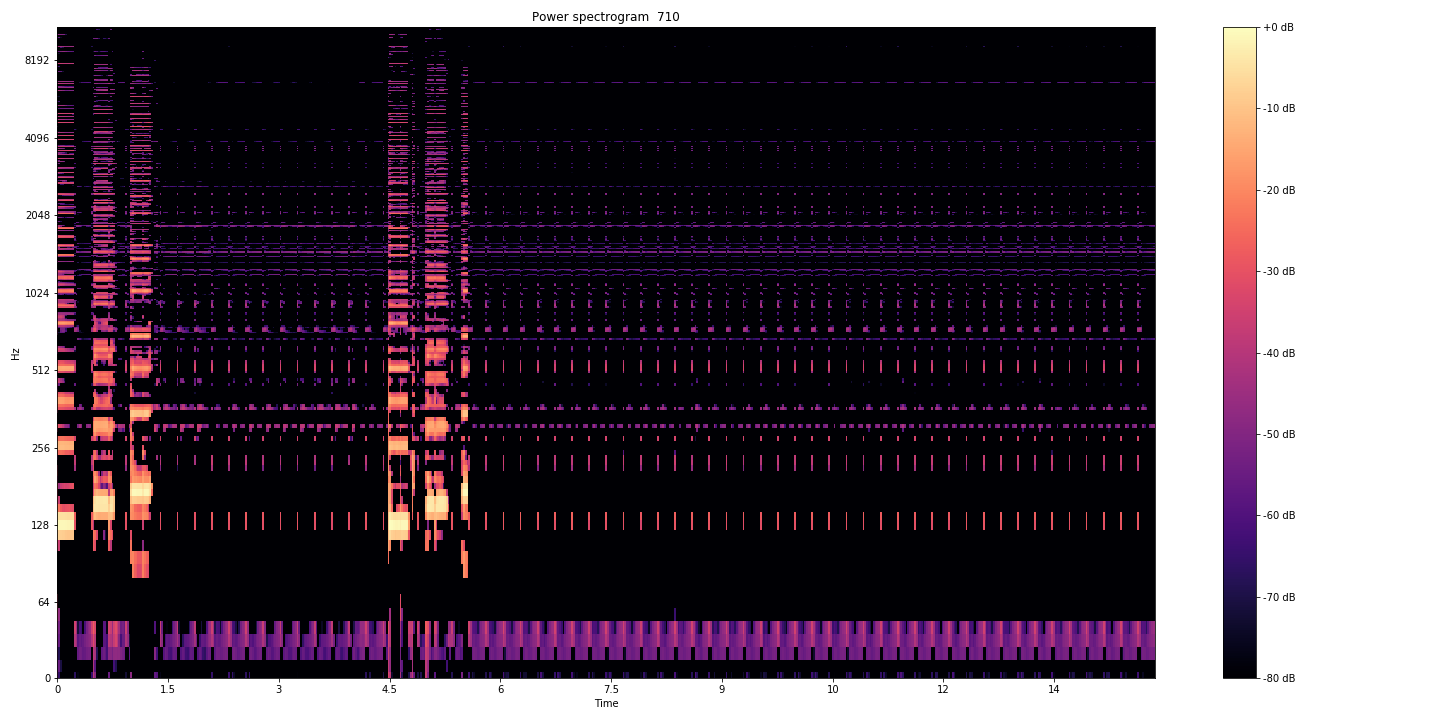 Power spectrogram 710
+0 dB
8192
-10 dB
4096
-20 dB
2048
-30 dB
1024
Hz
-40 dB
512
-50 dB
256
128
-60 dB
64
-70 dB
0
-80 dB
0 1.5 3 4.5 6 7.5 9 10 12 14
Time